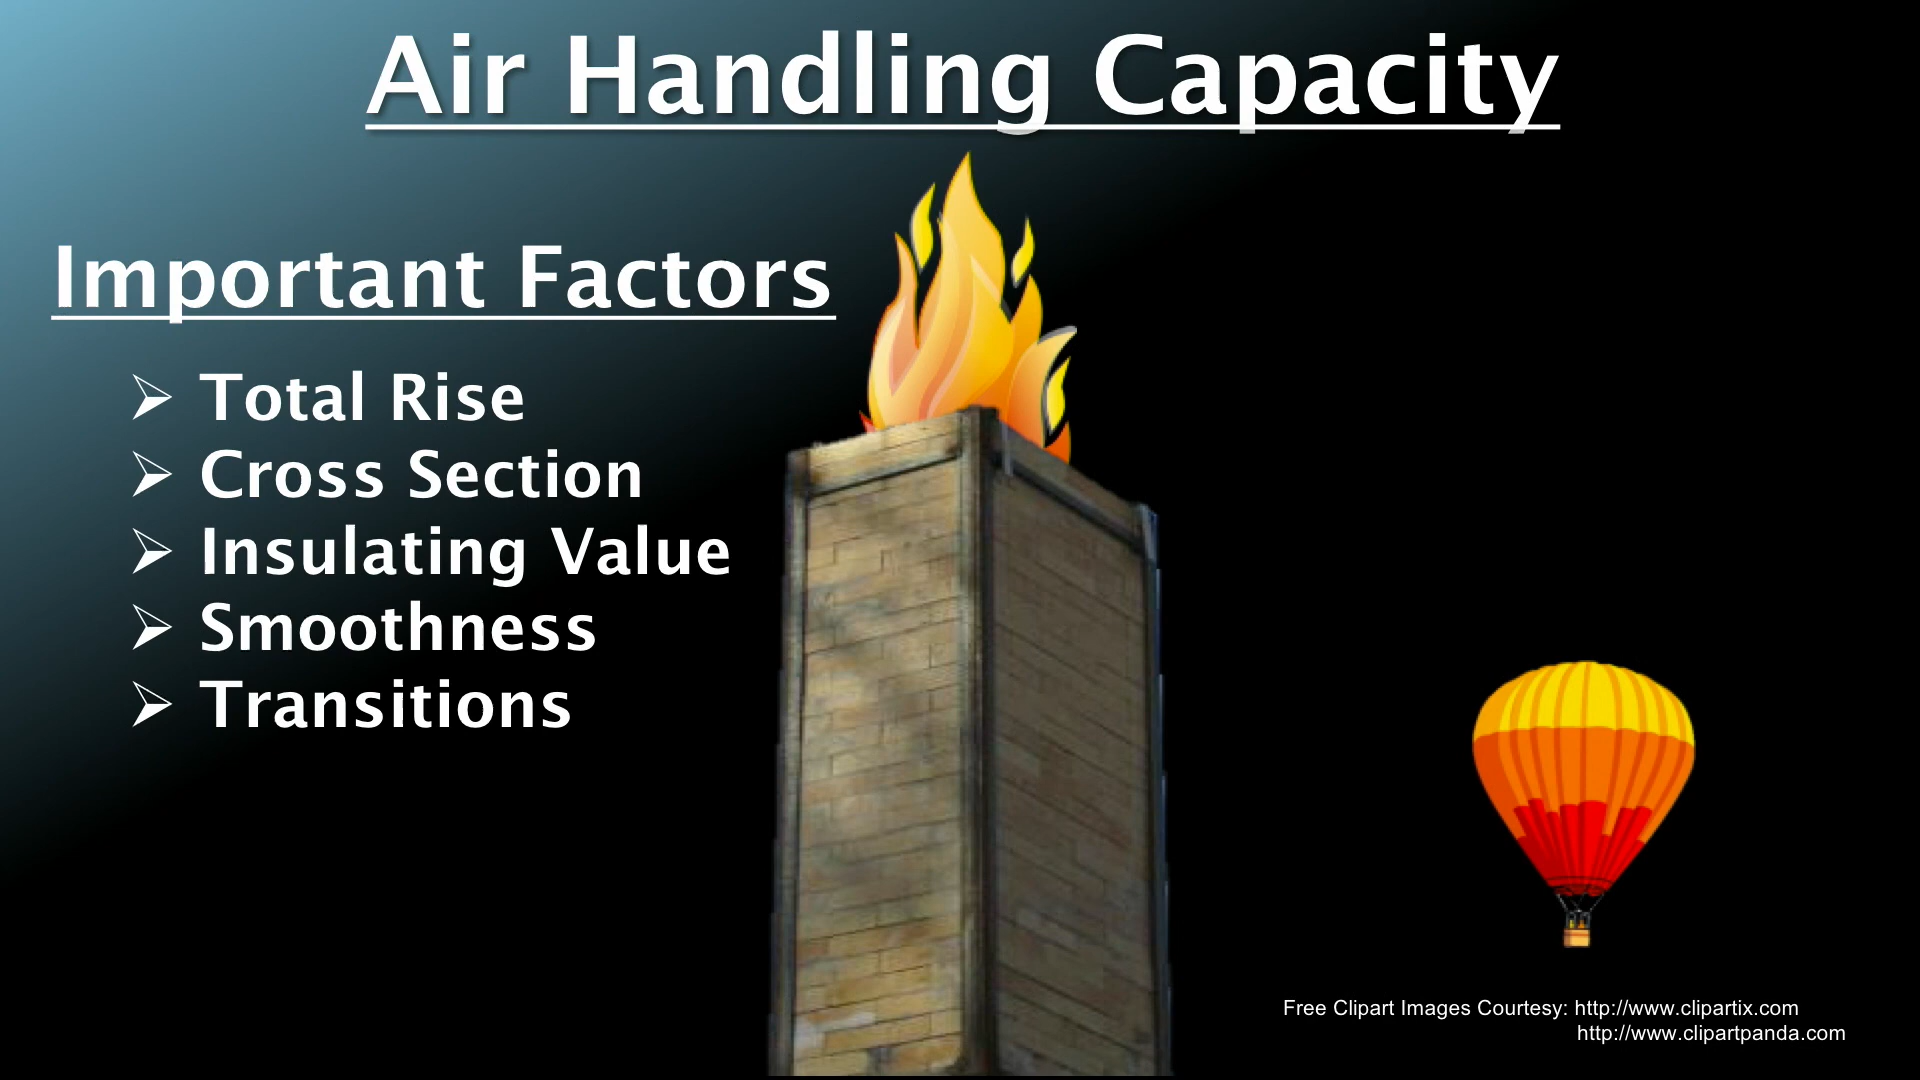 Air Handling Capacity
Important Factors
➢ Total Rise
➢ Cross Section
➢ Insulating Value
➢ Smoothness
➢ Transitions
Free Clipart Images Courtesy: http://www.clipartix.com
http://www.clipartpanda.com